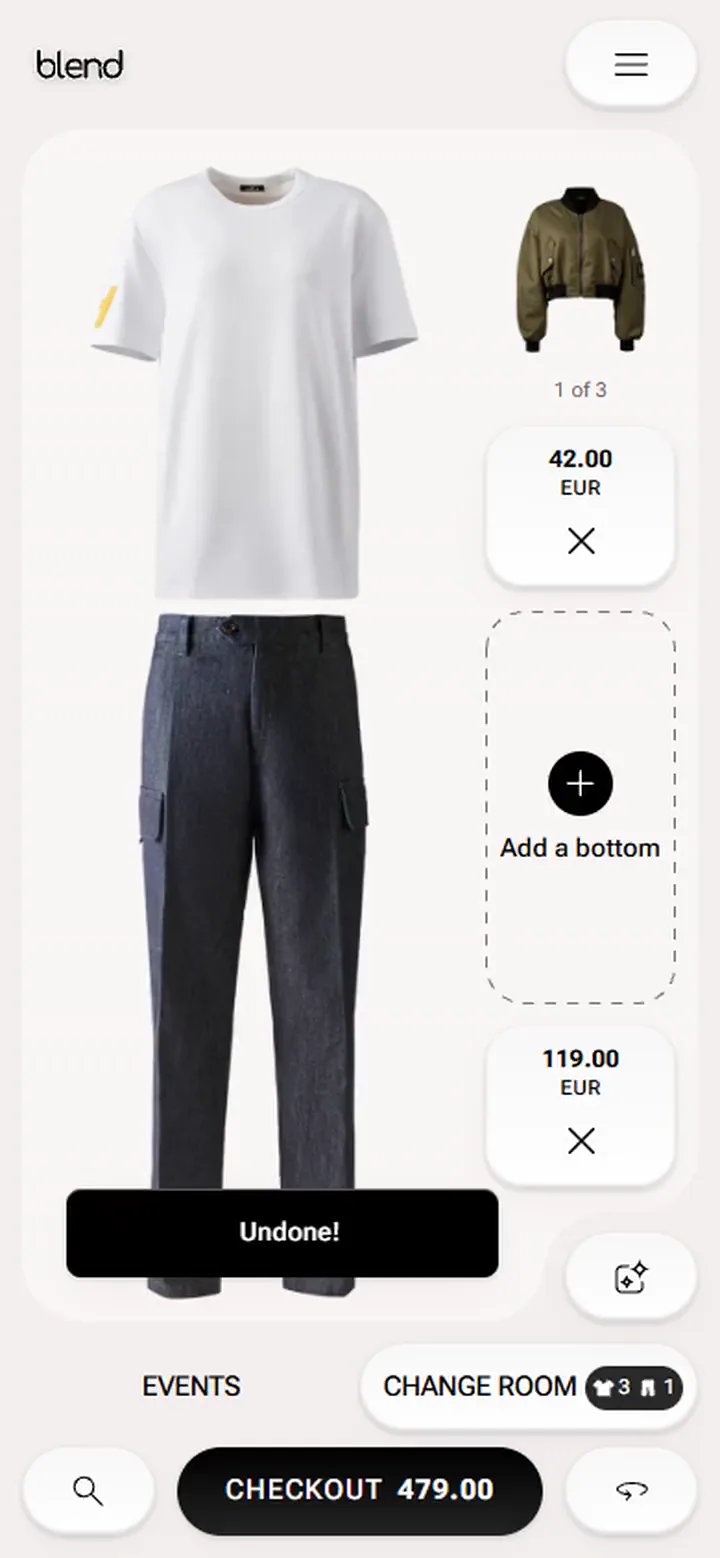 blend
1 of 3
42.00
EUR
Add a bottom
119.00
EUR
Undone!
EVENTS
CHANGE ROOM 3 1
CHECKOUT 479.00